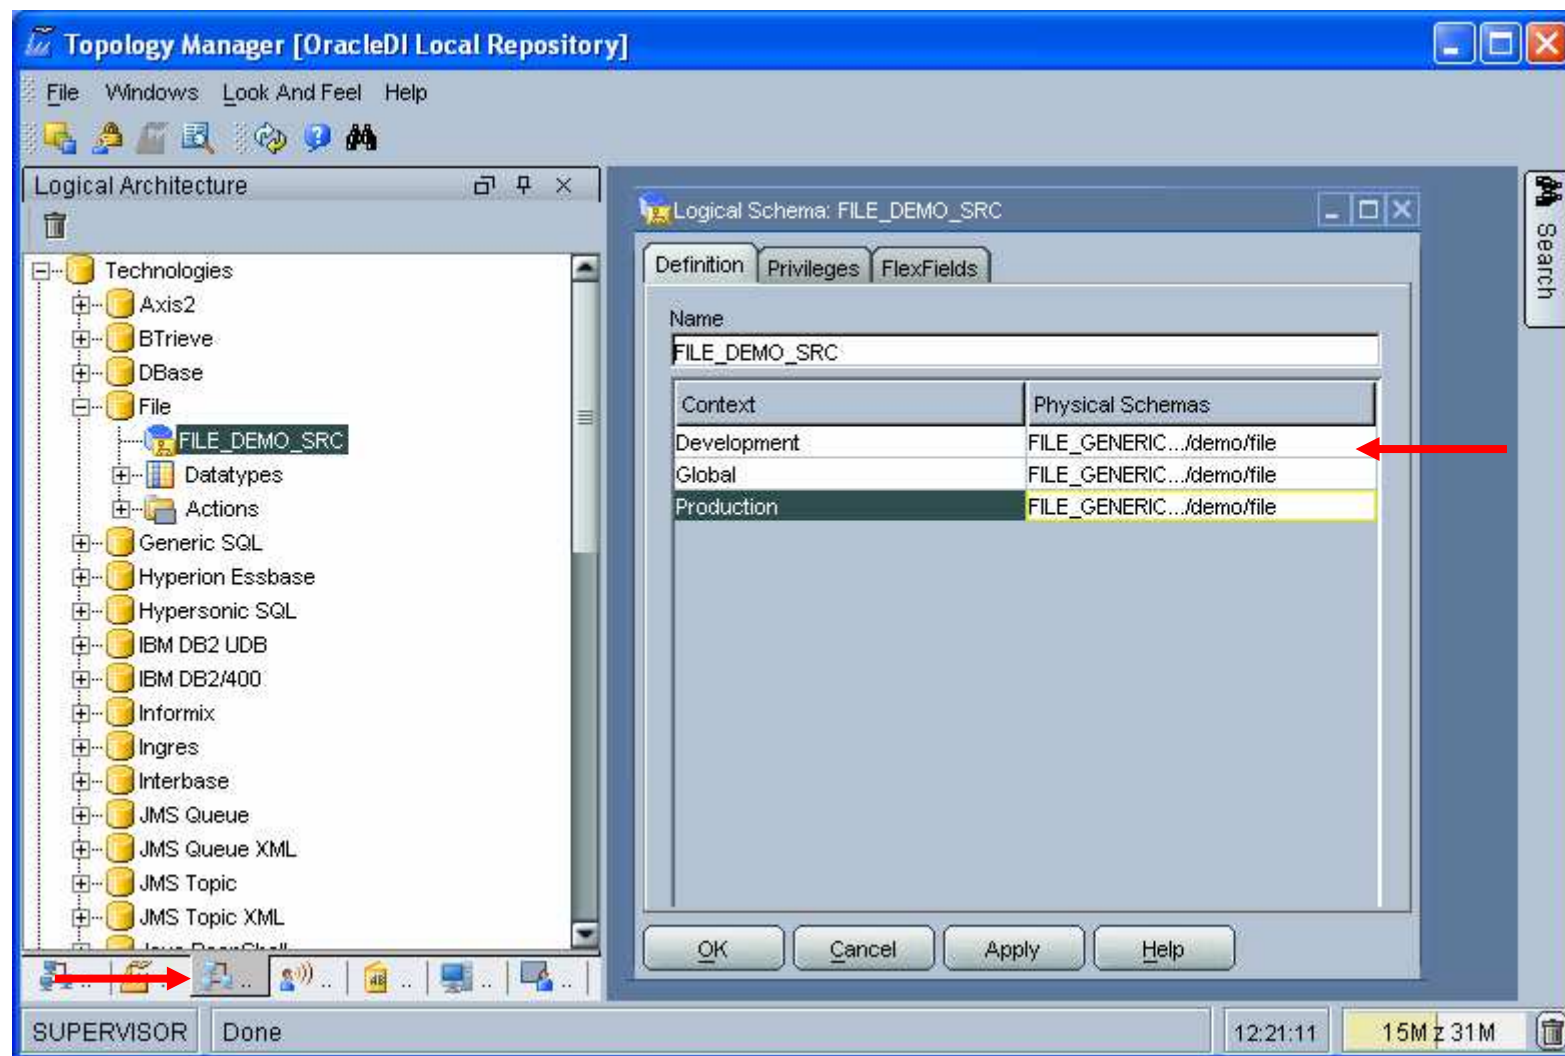 Topology Manager [OracleDI Local Repository]
File Windows Look And Feel Help
Logical Architecture
Technologies
Axis2
BTrieve
DBase
File
FILE_DEMO_SRC
Datatypes
Actions
Generic SQL
Hyperion Essbase
Hypersonic SQL
IBM DB2 UDB
IBM DB2/400
Informix
Ingres
Interbase
JMS Queue
JMS Queue XML
JMS Topic
JMS Topic XML
.. .. .. .. .. .. ..
Logical Schema: FILE_DEMO_SRC
Definition Privileges FlexFields
Name
FILE_DEMO_SRC
Context Physical Schemas
Development FILE_GENERIC.../demo/file
Global FILE_GENERIC.../demo/file
Production FILE_GENERIC.../demo/file
OK Cancel Apply Help
Search
SUPERVISOR Done 12:21:11 15M z 31M